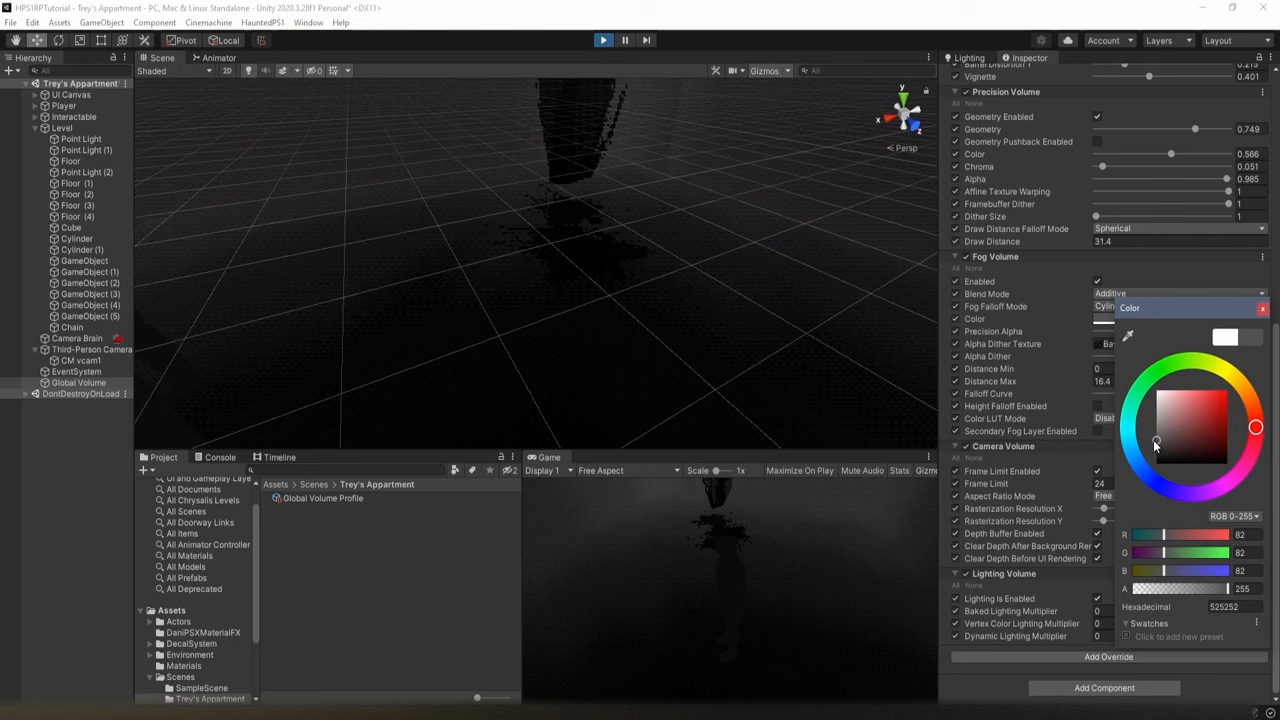 HPS1RPTutorial - Trey's Appartment - PC, Mac & Linux Standalone - Unity 2020.3.28f1 Personal* <DX11>
File Edit Assets GameObject Component Cinemachine HauntedPS1 Window Help
Pivot Local Account Layers Layout
Hierarchy
All
Trey's Appartment
UI Canvas
Player
Interactable
Level
Point Light
Point Light (1)
Floor
Point Light (2)
Floor (1)
Floor (2)
Floor (3)
Floor (4)
Cube
Cylinder
Cylinder (1)
GameObject
GameObject (1)
GameObject (2)
GameObject (3)
GameObject (4)
GameObject (5)
Chain
Camera Brain
Third-Person Camera
CM vcam1
EventSystem
Global Volume
DontDestroyOnLoad
Scene Animator
Shaded 2D 0 Gizmos All
y
x
z
Persp
Project Console Timeline
2
All Documents
All Chrysalis Levels
All Scenes
All Doorway Links
All Items
All Animator Controller
All Materials
All Models
All Prefabs
All Deprecated
Assets
Actors
DaniPSXMaterialFX
DecalSystem
Environment
Materials
Scenes
SampleScene
Trey's Appartment
Assets > Scenes > Trey's Appartment
Global Volume Profile
Game
Display 1 Free Aspect Scale 1x Maximize On Play Mute Audio Stats Gizmo
Lighting Inspector
Vignette 0.401
Precision Volume
All None
Geometry Enabled
Geometry 0.749
Geometry Pushback Enabled
Color 0.566
Chroma 0.051
Alpha 0.985
Affine Texture Warping 1
Framebuffer Dither 1
Dither Size 1
Draw Distance Falloff Mode Spherical
Draw Distance 31.4
Fog Volume
All None
Enabled
Blend Mode Additive
Fog Falloff Mode Cylin
Color
Precision Alpha
Alpha Dither Texture Bay
Alpha Dither
Distance Min 0
Distance Max 16.4
Falloff Curve
Height Falloff Enabled
Color LUT Mode Disal
Secondary Fog Layer Enabled
Camera Volume
All None
Frame Limit Enabled
Frame Limit 24
Aspect Ratio Mode Free
Rasterization Resolution X
Rasterization Resolution Y
Depth Buffer Enabled
Clear Depth After Background Rer
Clear Depth Before UI Rendering
Lighting Volume
All None
Lighting Is Enabled
Baked Lighting Multiplier 0
Vertex Color Lighting Multiplier 0
Dynamic Lighting Multiplier 0
Add Override
Add Component
Color x
RGB 0-255
R 82
G 82
B 82
A 255
Hexadecimal 525252
Swatches
Click to add new preset